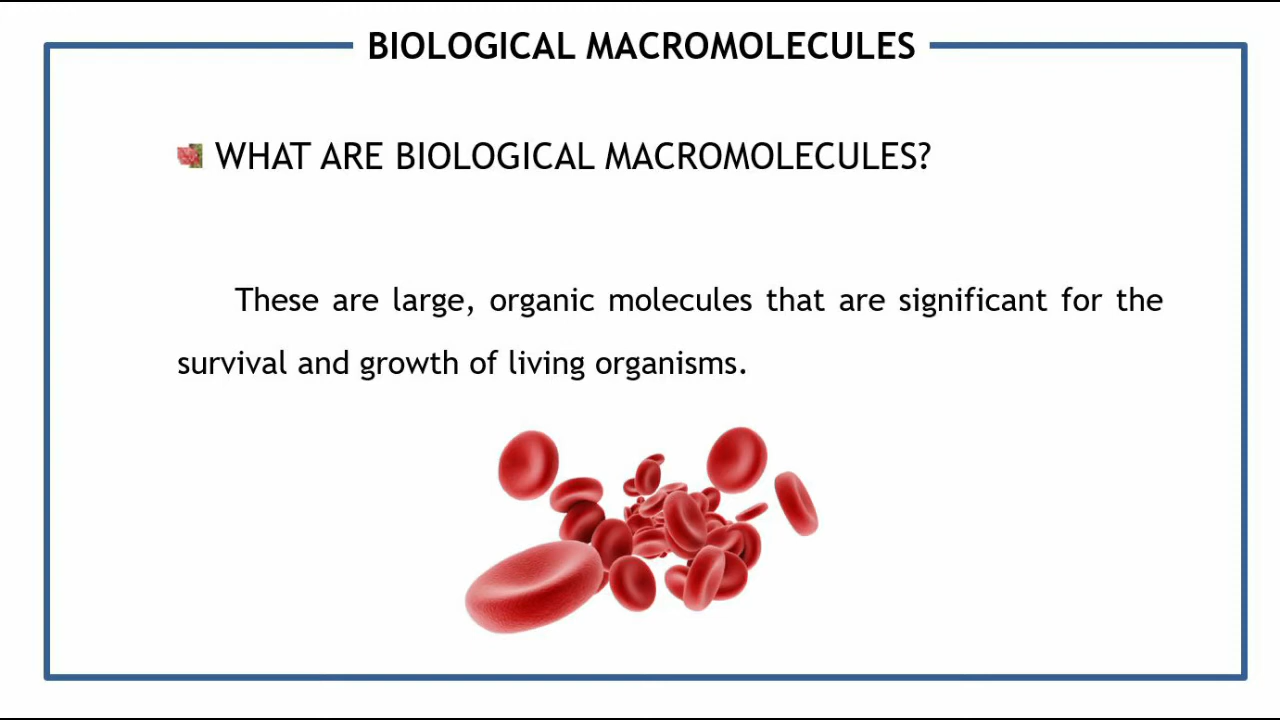 BIOLOGICAL MACROMOLECULES
WHAT ARE BIOLOGICAL MACROMOLECULES?
These are large, organic molecules that are significant for the
survival and growth of living organisms.